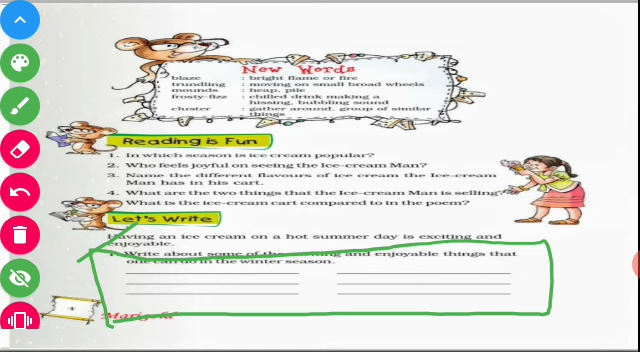 New Words
blaze : bright flame or fire
trundling : moving on small broad wheels
mounds : heap, pile
frosty-fizz : chilled drink making a
hissing, bubbling sound
cluster : gather around, group of similar
things
Reading is Fun
1. In which season is ice cream popular?
2. Who feels joyful on seeing the Ice-cream Man?
3. Name the different flavours of ice cream the Ice-cream
Man has in his cart.
4. What are the two things that the Ice-cream Man is selling?
What is the ice-cream cart compared to in the poem?
Let's Write
Having an ice cream on a hot summer day is exciting and
enjoyable.
Write about some of the and enjoyable things that
one can do in the winter season.
Marigold